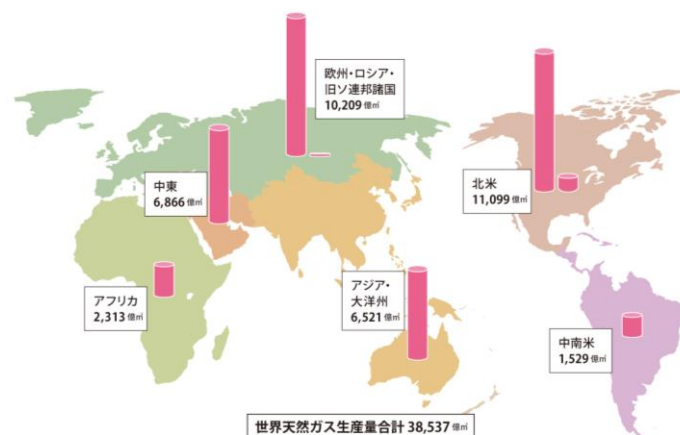 欧州・ロシア・
旧ソ連邦諸国
10,209 億㎥
中東
6,866 億㎥
北米
11,099 億㎥
アフリカ
2,313 億㎥
アジア・
大洋州
6,521 億㎥
中南米
1,529 億㎥
世界天然ガス生産量合計 38,537 億㎥